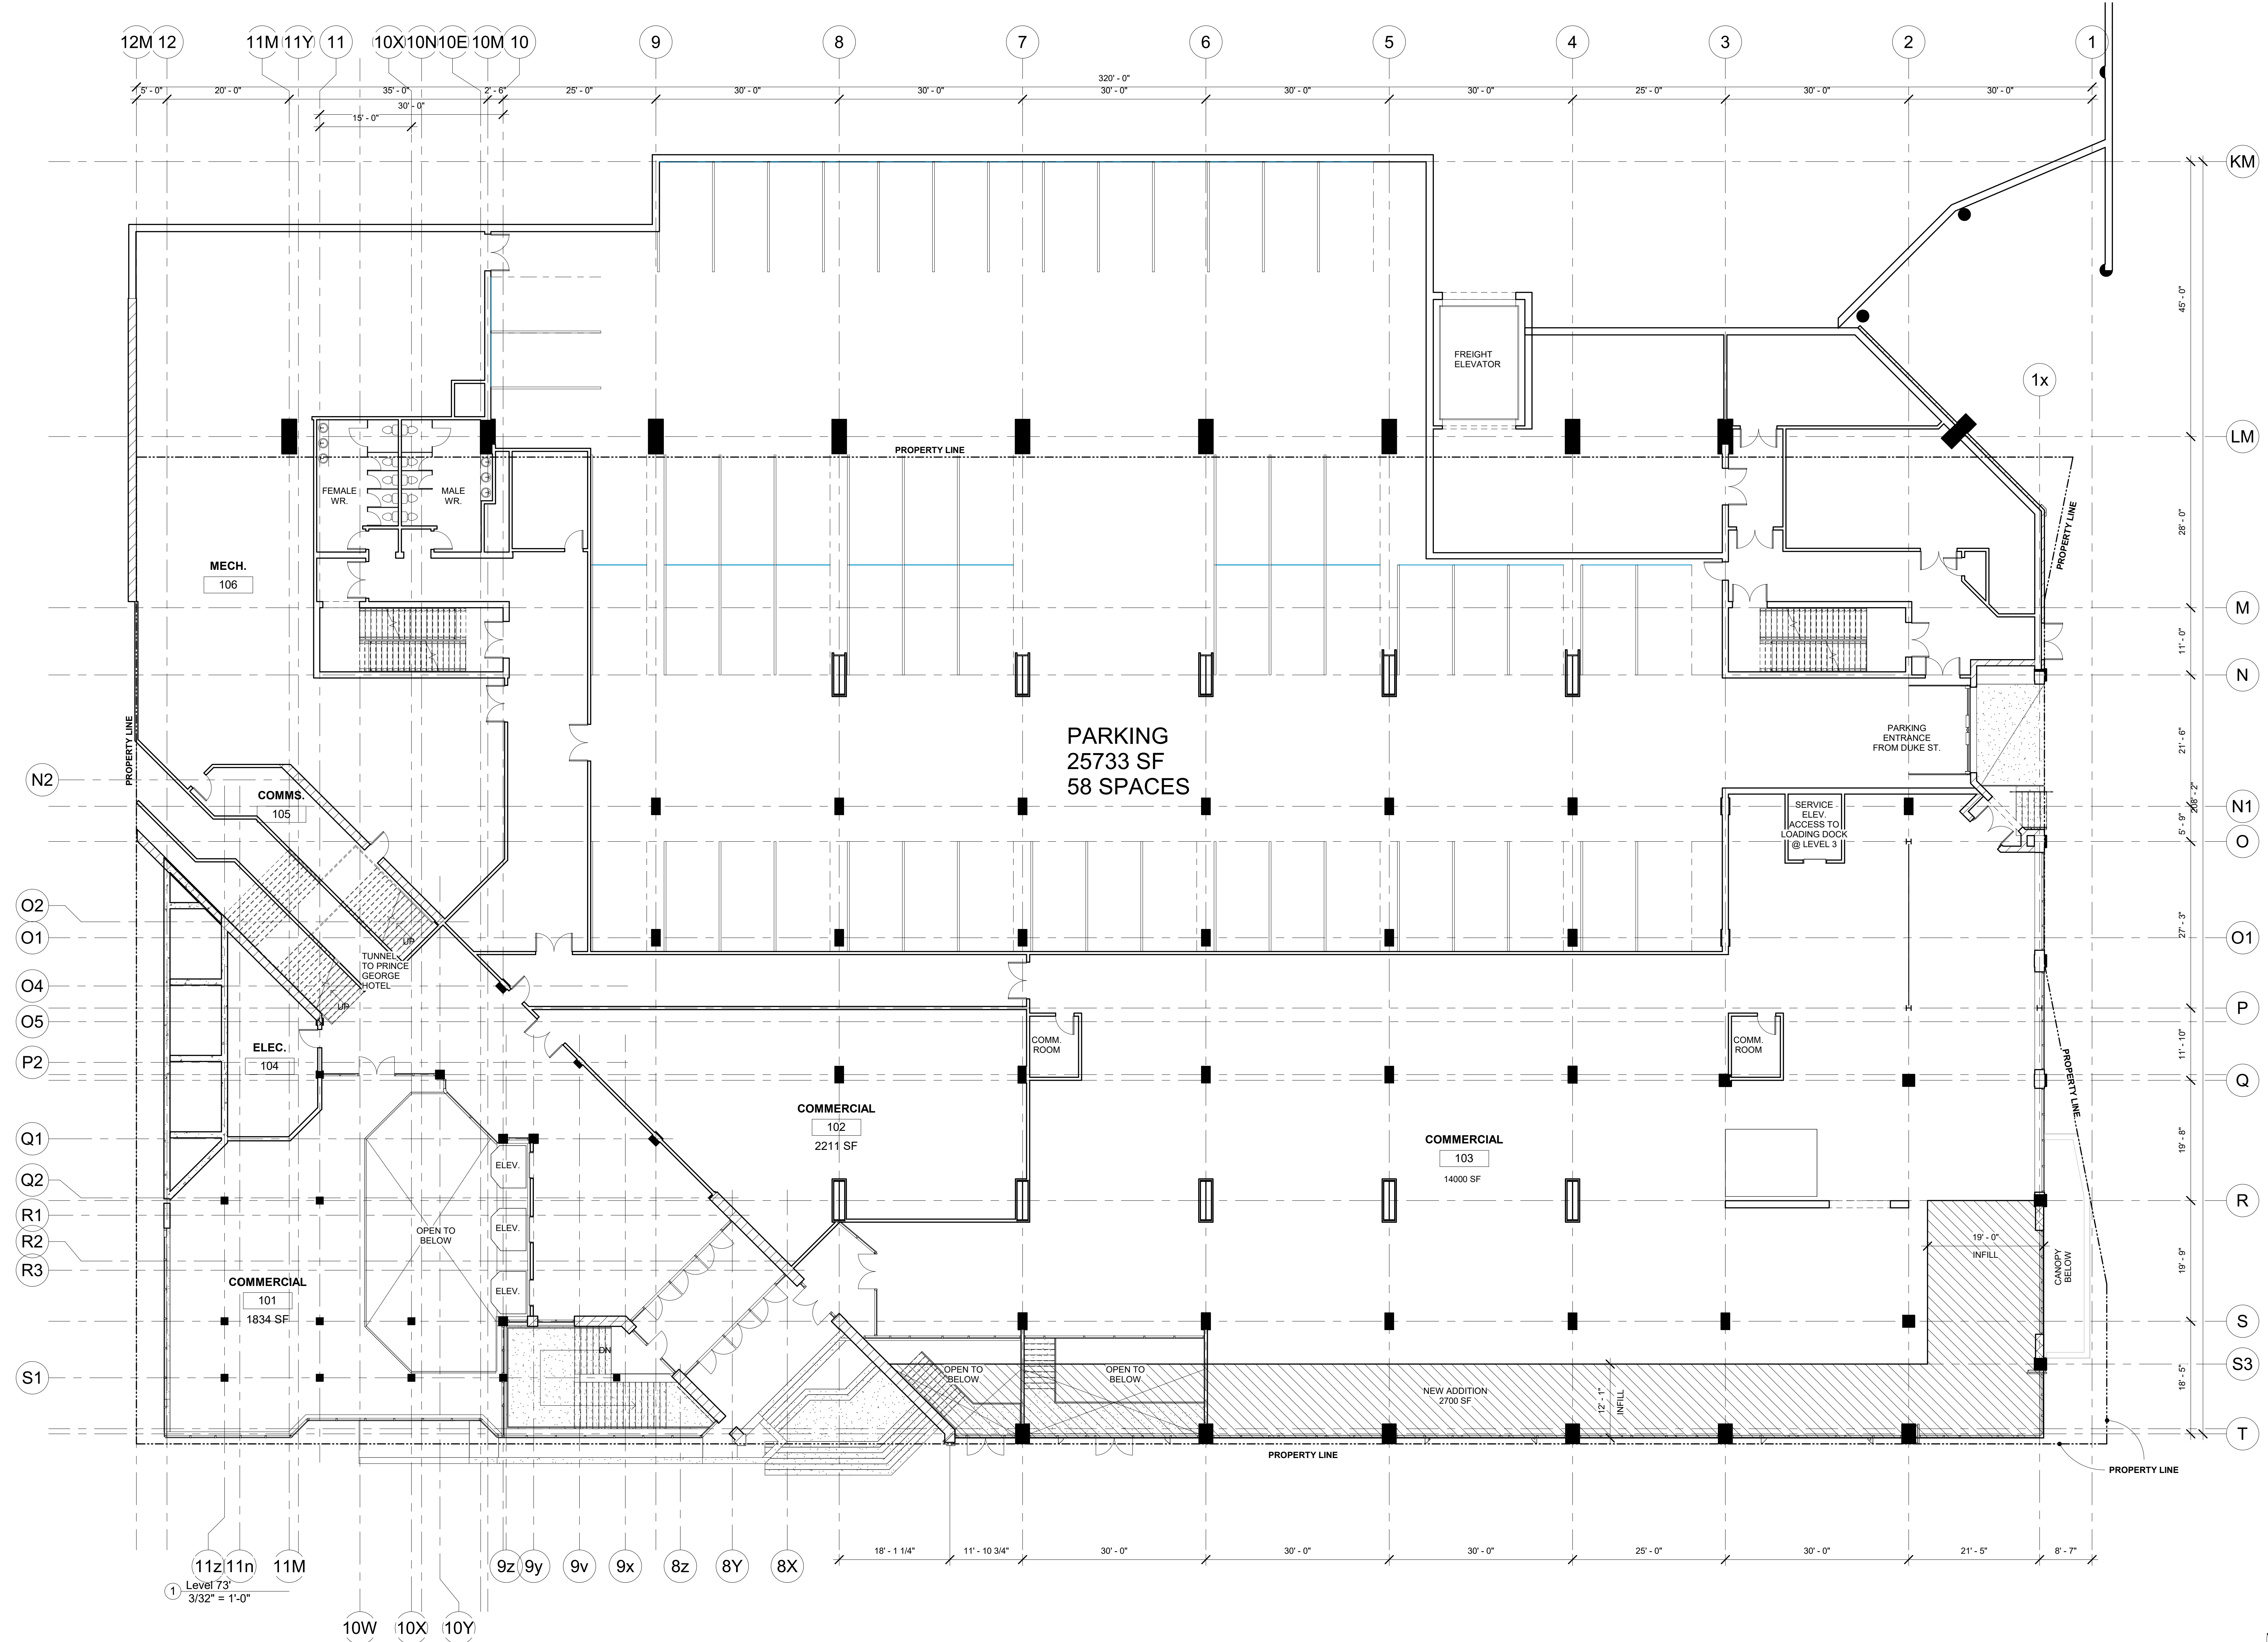 12M 12 11M 11Y 11 10X 10N 10E 10M 10 9 8 7 6 5 4 3 2 1
320' - 0"
5' - 0" 20' - 0" 35' - 0" 2' - 6" 25' - 0" 30' - 0" 30' - 0" 30' - 0" 30' - 0" 30' - 0" 25' - 0" 30' - 0" 30' - 0"
30' - 0"
15' - 0"
KM
45' - 0"
FREIGHT
ELEVATOR
1x
LM
PROPERTY LINE
FEMALE
WR.
MALE
WR.
28' - 0"
PROPERTY LINE
MECH.
106
M
11' - 0"
N
PROPERTY LINE
PARKING
25733 SF
58 SPACES
PARKING
ENTRANCE
FROM DUKE ST.
21' - 6"
N2
COMMS.
105
SERVICE
ELEV.
ACCESS TO
LOADING DOCK
@ LEVEL 3
208' - 2"
N1
5' - 9"
O
O2
O1
UP
27' - 3"
O1
TUNNEL
TO PRINCE
GEORGE
HOTEL
O4
UP
P
O5
ELEC.
104
P2
COMM.
ROOM
COMM.
ROOM
11' - 10"
PROPERTY LINE
Q
COMMERCIAL
102
2211 SF
Q1
COMMERCIAL
103
14000 SF
19' - 8"
ELEV.
Q2
R
R1
ELEV.
OPEN TO
BELOW
R2
19' - 0"
INFILL
CANOPY
BELOW
19' - 9"
R3
COMMERCIAL
101
1834 SF
ELEV.
S
DN
S3
S1
OPEN TO
BELOW
OPEN TO
BELOW
NEW ADDITION
2700 SF
12' - 1"
INFILL
18' - 5"
T
PROPERTY LINE
PROPERTY LINE
18' - 1 1/4" 11' - 10 3/4" 30' - 0" 30' - 0" 30' - 0" 25' - 0" 30' - 0" 21' - 5" 8' - 7"
11z 11n 11M 9z 9y 9v 9x 8z 8Y 8X
1 Level 73'
3/32" = 1'-0"
10W 10X 10Y